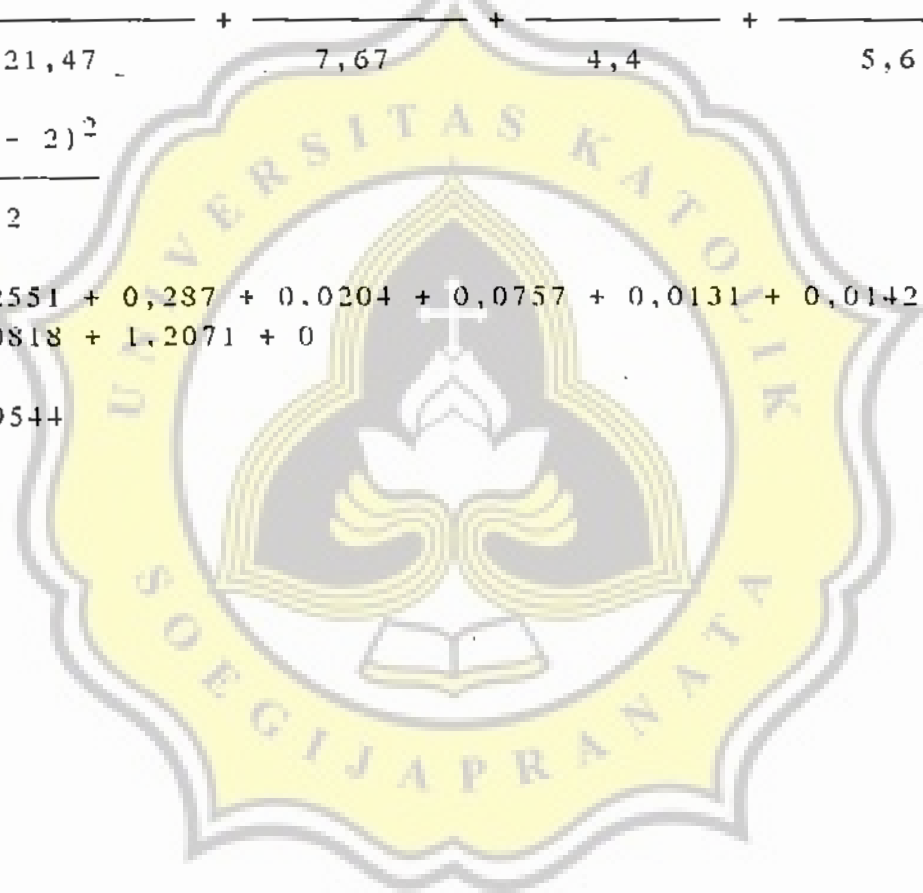 + + +
21,47 7,67 4,4 5,6
- 2)²
2
2551 + 0,287 + 0.0204 + 0,0757 + 0,0131 + 0,0142
0818 + 1.2071 + 0
9544
UNIVERSITAS KATOLIK
SOEGIJAPRANATA